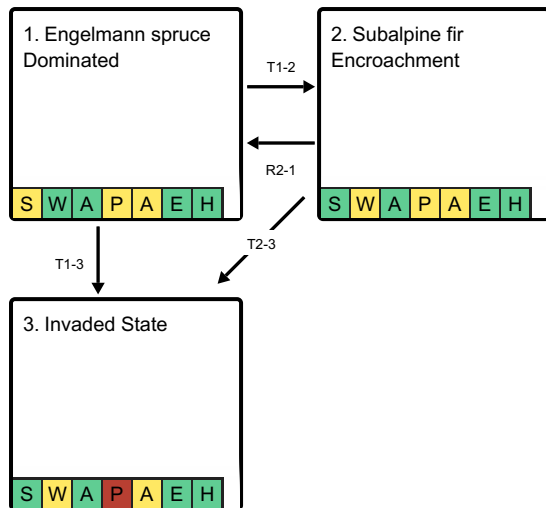 1. Engelmann spruce
Dominated
S W A P A E H
T1-2
R2-1
2. Subalpine fir
Encroachment
S W A P A E H
T1-3
T2-3
3. Invaded State
S W A P A E H